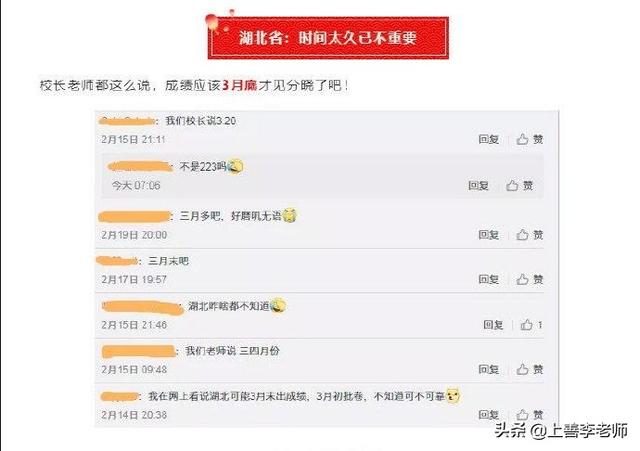 湖北省：时间太久已不重要
校长老师都这么说，成绩应该3月底才见分晓了吧！
：我们校长说3.20
2月15日 21:11 回复 赞
：不是223吗
今天 07:06 回复 赞
：三月多吧，好磨叽无语
2月19日 20:00 回复 赞
：三月末吧
2月17日 19:57 回复 赞
：湖北咋啥都不知道
2月15日 21:46 回复 1
：我们老师说 三四月份
2月15日 09:48 回复 赞
：我在网上看说湖北可能3月末出成绩，3月初批卷，不知道可不可靠
2月14日 20:38 回复 赞
头条 @上善李老师